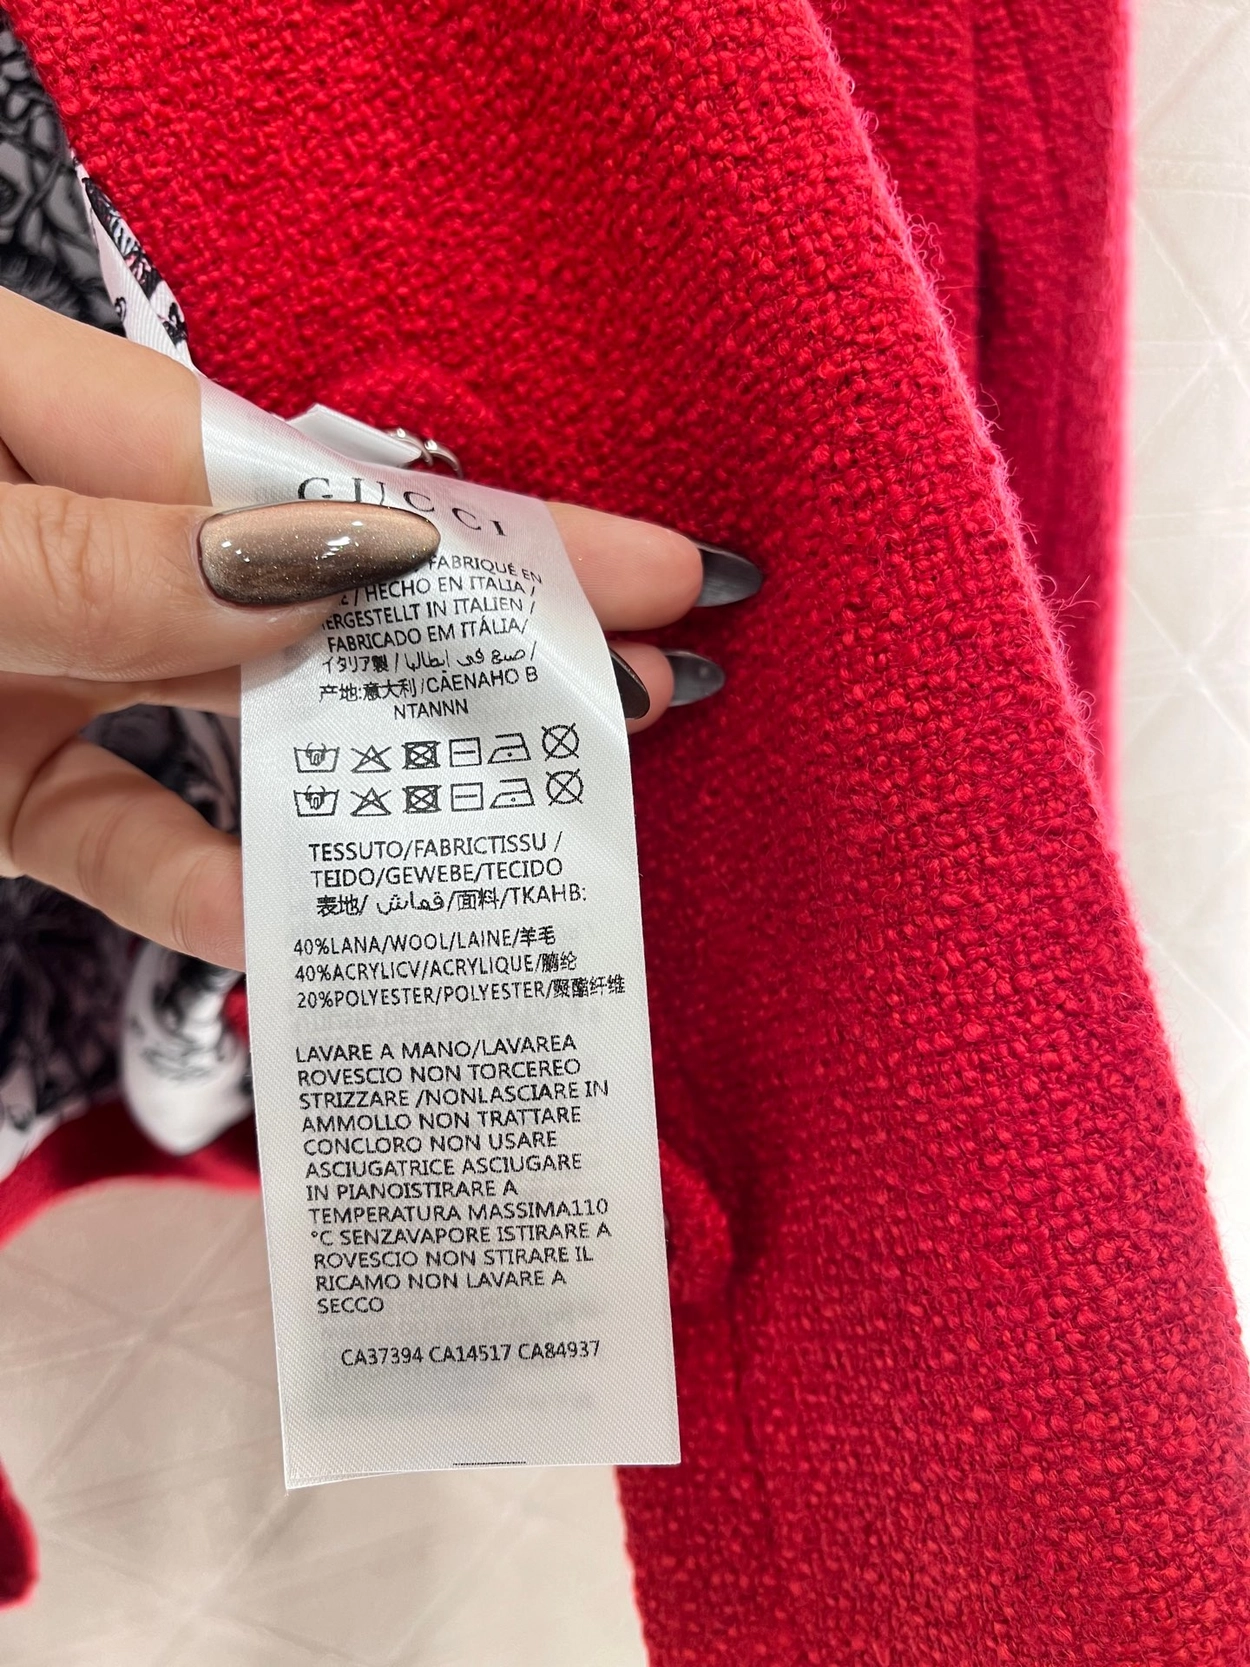 GUCCI
FABRIQUÉ EN
/ HECHO EN ITALIA /
ERGESTELLT IN ITALIEN /
FABRICADO EM ITÁLIA/
イタリア製 / صنع في إيطاليا /
产地:意大利 /CAENAHO B
NTANNN
TESSUTO/FABRICTISSU /
TEIDO/GEWEBE/TECIDO
表地/ قماش/面料/TKAHB:
40%LANA/WOOL/LAINE/羊毛
40%ACRYLICV/ACRYLIQUE/腈纶
20%POLYESTER/POLYESTER/聚酯纤维
LAVARE A MANO/LAVAREA
ROVESCIO NON TORCEREO
STRIZZARE /NONLASCIARE IN
AMMOLLO NON TRATTARE
CONCLORO NON USARE
ASCIUGATRICE ASCIUGARE
IN PIANOISTIRARE A
TEMPERATURA MASSIMA110
°C SENZAVAPORE ISTIRARE A
ROVESCIO NON STIRARE IL
RICAMO NON LAVARE A
SECCO
CA37394 CA14517 CA84937